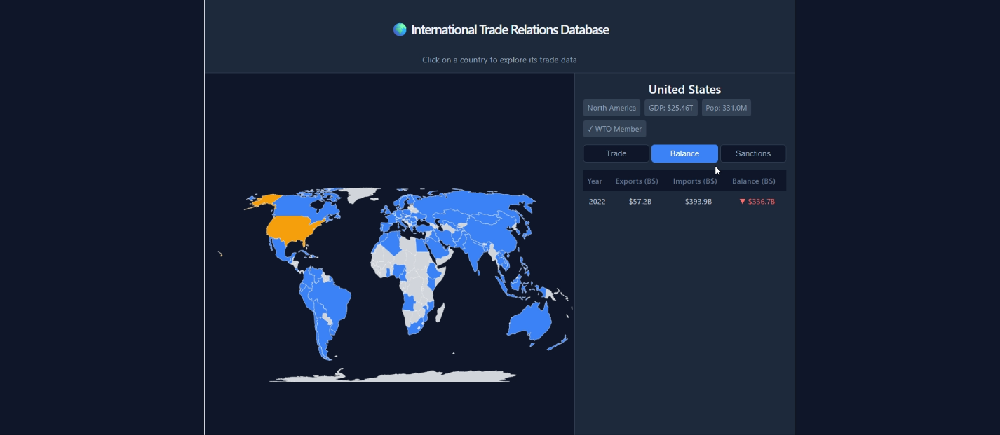 🌍 International Trade Relations Database
Click on a country to explore its trade data
United States
North America GDP: $25.46T Pop: 331.0M
✓ WTO Member
Trade Balance Sanctions
Year Exports (B$) Imports (B$) Balance (B$)
2022 $57.2B $393.9B ▼ $336.7B